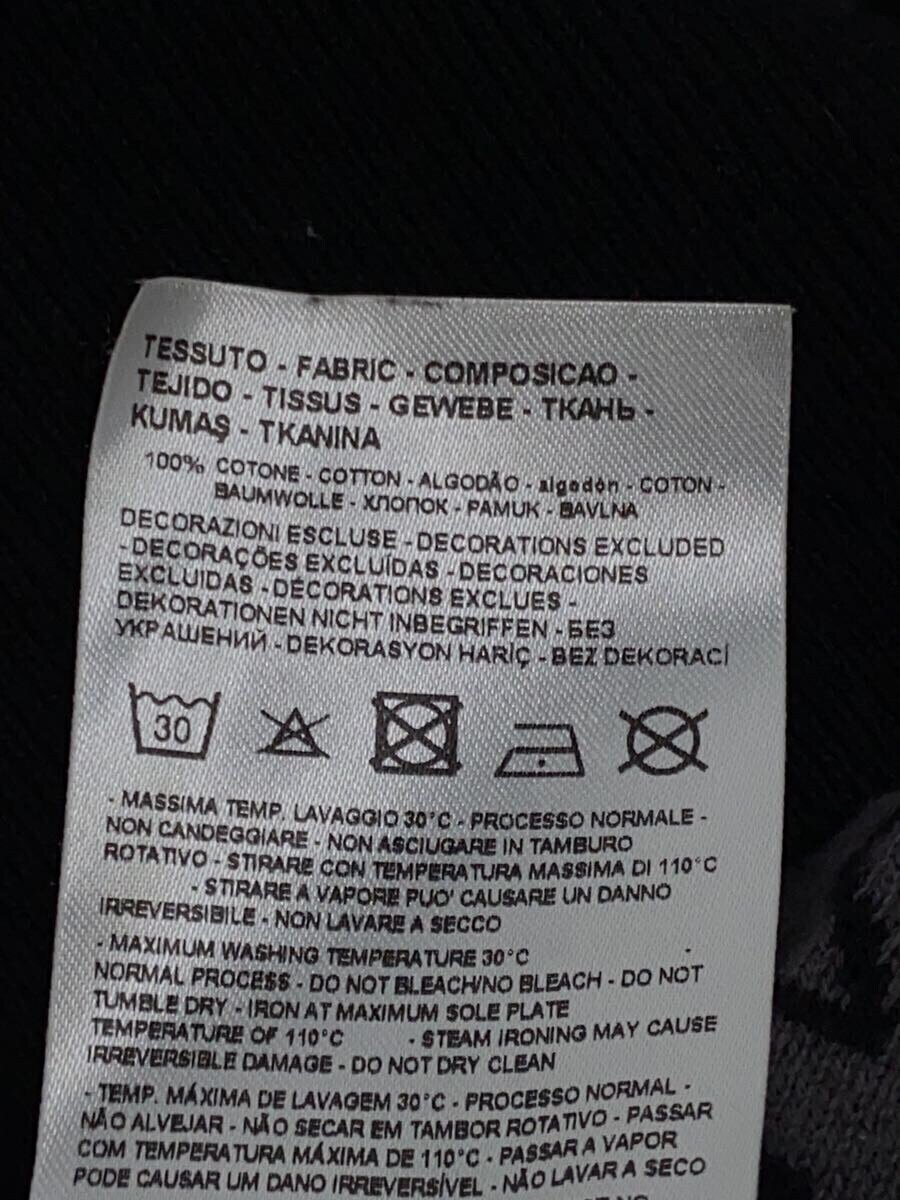 TESSUTO - FABRIC - COMPOSICAO -
TEJIDO - TISSUS - GEWEBE - ТКАНЬ -
KUMAŞ - TKANINA
100% COTONE - COTTON - ALGODÃO - algodón - COTON -
BAUMWOLLE - ХЛОПОК - PAMUK - BAVLNA
DECORAZIONI ESCLUSE - DECORATIONS EXCLUDED
- DECORAÇÕES EXCLUÍDAS - DECORACIONES
EXCLUIDAS - DÉCORATIONS EXCLUES -
DEKORATIONEN NICHT INBEGRIFFEN - БЕЗ
УКРАШЕНИЙ - DEKORASYON HARİÇ - BEZ DEKORACÍ
30
- MASSIMA TEMP. LAVAGGIO 30°C - PROCESSO NORMALE -
NON CANDEGGIARE - NON ASCIUGARE IN TAMBURO
ROTATIVO - STIRARE CON TEMPERATURA MASSIMA DI 110°C
- STIRARE A VAPORE PUO' CAUSARE UN DANNO
IRREVERSIBILE - NON LAVARE A SECCO
- MAXIMUM WASHING TEMPERATURE 30°C -
NORMAL PROCESS - DO NOT BLEACH/NO BLEACH - DO NOT
TUMBLE DRY - IRON AT MAXIMUM SOLE PLATE
TEMPERATURE OF 110°C - STEAM IRONING MAY CAUSE
IRREVERSIBLE DAMAGE - DO NOT DRY CLEAN
- TEMP. MÁXIMA DE LAVAGEM 30°C - PROCESSO NORMAL -
NÃO ALVEJAR - NÃO SECAR EM TAMBOR ROTATIVO - PASSAR
COM TEMPERATURA MÁXIMA DE 110°C - PASSAR A VAPOR
PODE CAUSAR UM DANO IRREVERSÍVEL - NÃO LAVAR A SECO